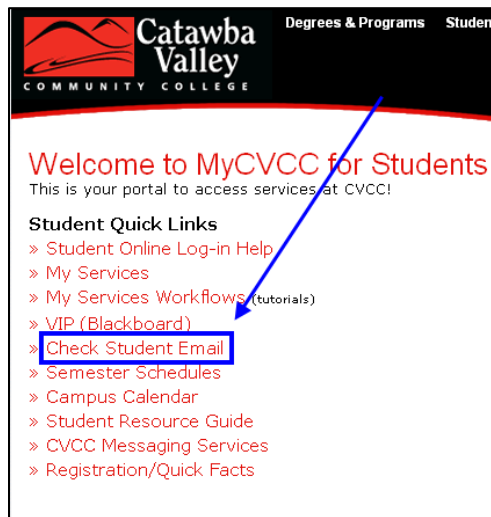 Catawba
Valley
COMMUNITY COLLEGE
Degrees & Programs Studen
Welcome to MyCVCC for Students
This is your portal to access services at CVCC!
Student Quick Links
» Student Online Log-in Help
» My Services
» My Services Workflows (tutorials)
» VIP (Blackboard)
» Check Student Email
» Semester Schedules
» Campus Calendar
» Student Resource Guide
» CVCC Messaging Services
» Registration/Quick Facts